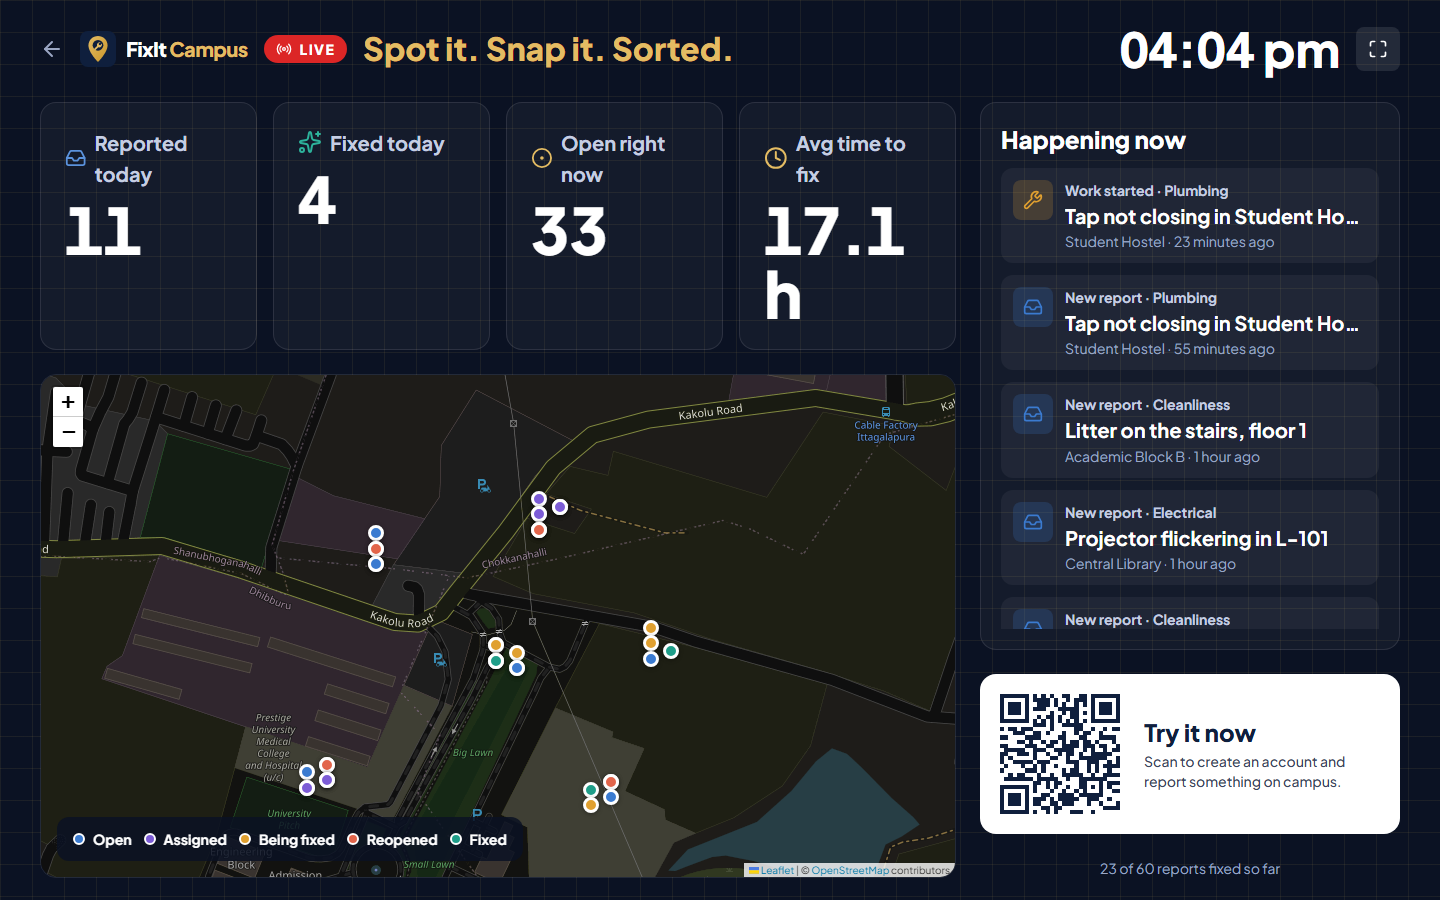 FixIt Campus
LIVE
Spot it. Snap it. Sorted.
04:04 pm
Reported
today
11
Fixed today
4
Open right
now
33
Avg time to
fix
17.1
h
Happening now
Work started · Plumbing
Tap not closing in Student Ho...
Student Hostel · 23 minutes ago
New report · Plumbing
Tap not closing in Student Ho...
Student Hostel · 55 minutes ago
New report · Cleanliness
Litter on the stairs, floor 1
Academic Block B · 1 hour ago
New report · Electrical
Projector flickering in L-101
Central Library · 1 hour ago
New report · Cleanliness
+
−
Kakolu Road
Cable Factory
Ittagalapura
Shanubhoganahalli
Dhibburu
Chokkanahalli
Kakolu Road
Prestige
University
Medical
College
and Hospital
(u/c)
Big Lawn
University
Block
Admission
Small Lawn
Open
Assigned
Being fixed
Reopened
Fixed
Leaflet | © OpenStreetMap contributors
Try it now
Scan to create an account and
report something on campus.
23 of 60 reports fixed so far